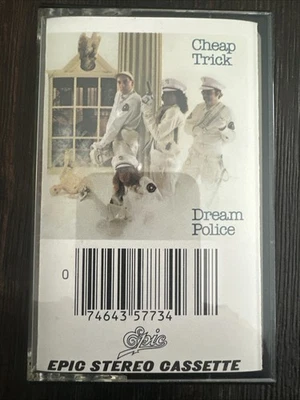 Cheap
Trick
Dream
Police
0
74643 57734
Epic
EPIC STEREO CASSETTE